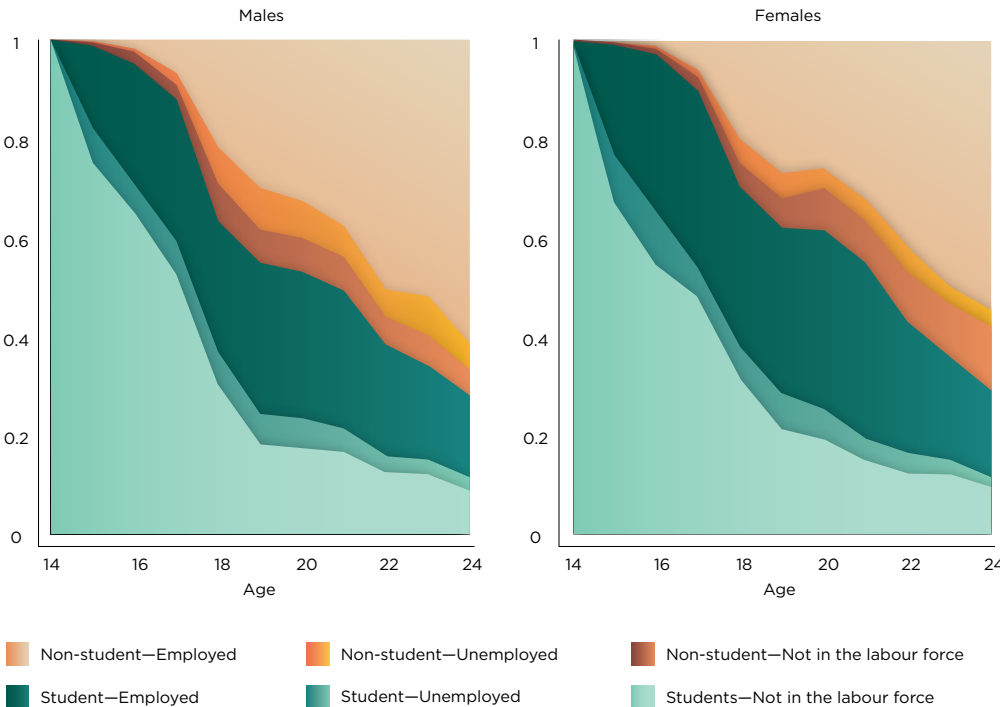 Males
Females
1
0.8
0.6
0.4
0.2
0
14 16 18 20 22 24
Age
1
0.8
0.6
0.4
0.2
0
14 16 18 20 22 24
Age
Non-student—Employed
Non-student—Unemployed
Non-student—Not in the labour force
Student—Employed
Student—Unemployed
Students—Not in the labour force